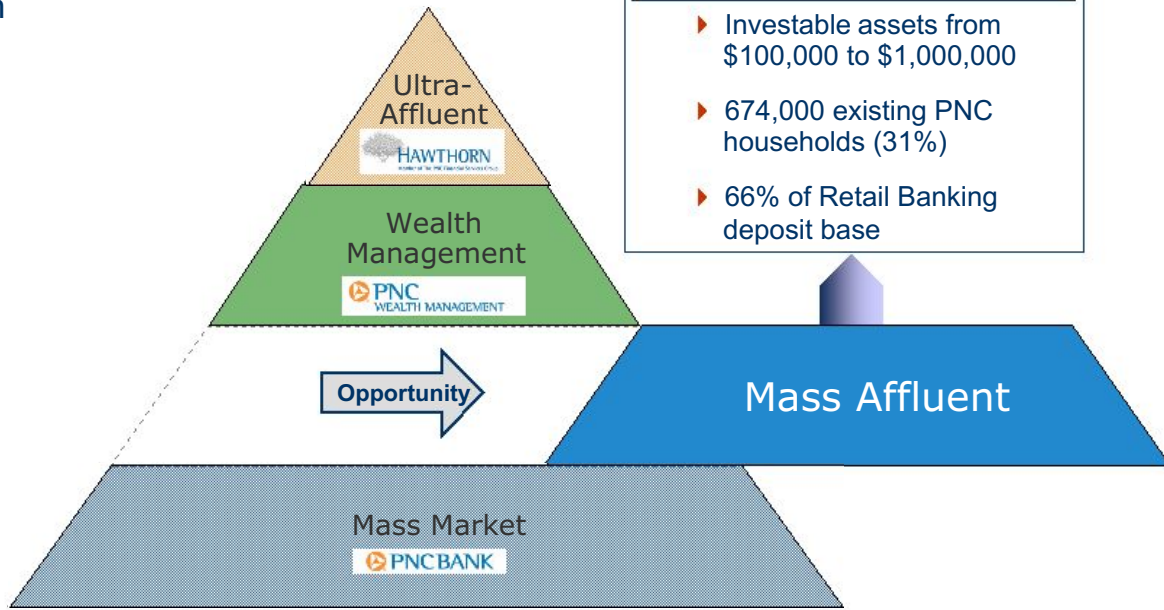 Investable assets from
$100,000 to $1,000,000
674,000 existing PNC
households (31%)
66% of Retail Banking
deposit base
Ultra-
Affluent
HAWTHORN
Wealth
Management
PNC
WEALTH MANAGEMENT
Opportunity
Mass Affluent
Mass Market
PNCBANK